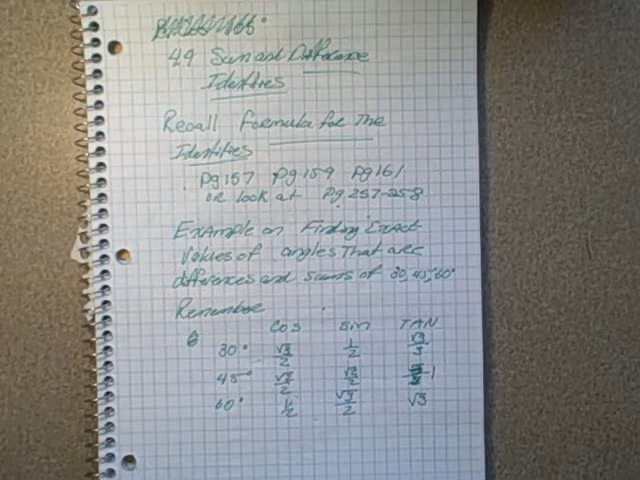 4.9 Sum and Difference
Identities
Recall Formula for The
Identities
Pg 157 Pg 159 Pg 161
or look at Pg 257-258
Example on Finding Exact
Values of angles That are
differences and sums of 30, 45, 60°
Remember
θ cos sin TAN
30° √3/2 1/2 √3/3
45° √2/2 √2/2 1
60° 1/2 √3/2 √3